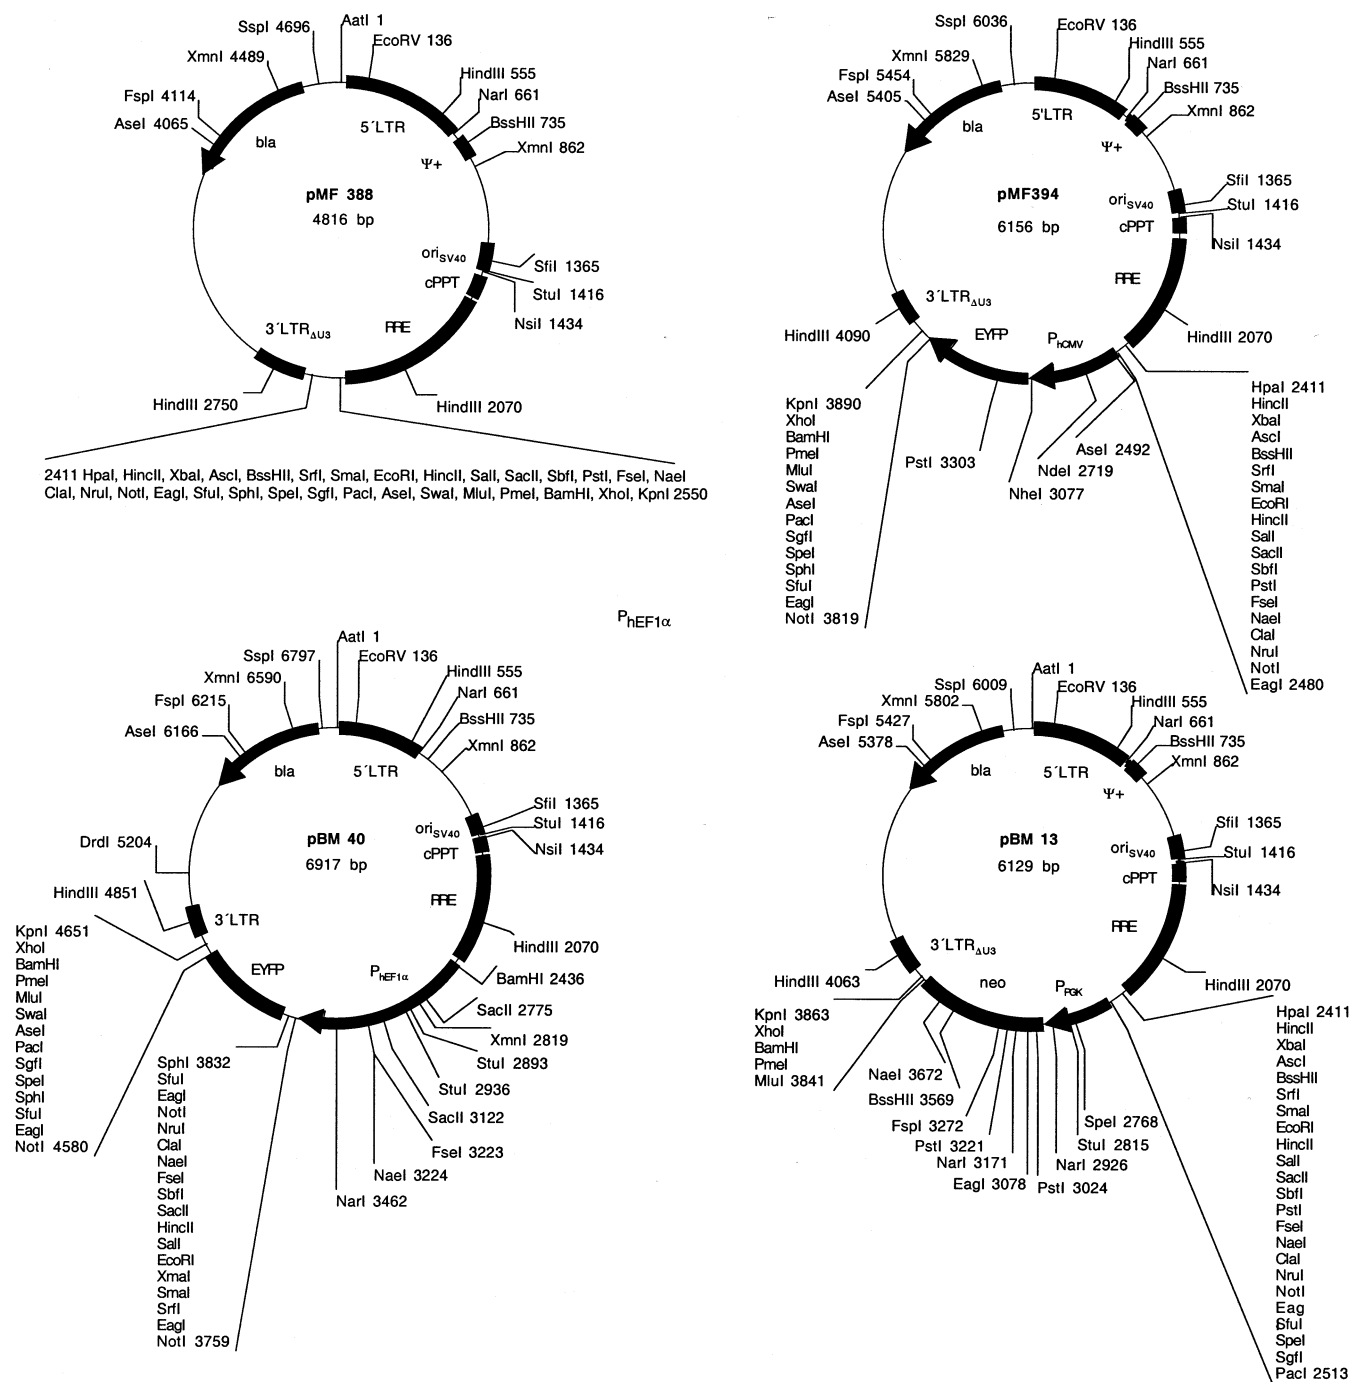 SspI 4696
AatI 1
EcoRV 136
XmnI 4489
HindIII 555
FspI 4114
NarI 661
AseI 4065
BssHII 735
5´LTR
bla
XmnI 862
Ψ+
pMF 388
4816 bp
oriSV40
SfiI 1365
cPPT
StuI 1416
NsiI 1434
3´LTRΔU3
RRE
HindIII 2750
HindIII 2070
2411 HpaI, HincII, XbaI, AscI, BssHII, SrfI, SmaI, EcoRI, HincII, SalI, SacII, SbfI, PstI, FseI, NaeI
ClaI, NruI, NotI, EagI, SfuI, SphI, SpeI, SgfI, PacI, AseI, SwaI, MluI, PmeI, BamHI, XhoI, KpnI 2550
SspI 6036
EcoRV 136
HindIII 555
XmnI 5829
NarI 661
FspI 5454
BssHII 735
AseI 5405
XmnI 862
5'LTR
bla
Ψ+
SfiI 1365
pMF394
oriSV40
StuI 1416
6156 bp
cPPT
NsiI 1434
RRE
3´LTRΔU3
HindIII 4090
EYFP
PhCMV
HindIII 2070
KpnI 3890
XhoI
BamHI
PmeI
MluI
SwaI
AseI
PacI
SgfI
SpeI
SphI
SfuI
EagI
NotI 3819
PstI 3303
AseI 2492
NdeI 2719
NheI 3077
HpaI 2411
HincII
XbaI
AscI
BssHII
SrfI
SmaI
EcoRI
HincII
SalI
SacII
SbfI
PstI
FseI
NaeI
ClaI
NruI
NotI
EagI 2480
PhEF1α
AatI 1
SspI 6797
EcoRV 136
XmnI 6590
HindIII 555
FspI 6215
NarI 661
AseI 6166
BssHII 735
XmnI 862
bla
5´LTR
SfiI 1365
oriSV40
StuI 1416
pBM 40
DrdI 5204
cPPT
NsiI 1434
6917 bp
HindIII 4851
RRE
3´LTR
HindIII 2070
KpnI 4651
XhoI
BamHI
PmeI
MluI
SwaI
AseI
PacI
SgfI
SpeI
SphI
SfuI
EagI
NotI 4580
EYFP
PhEF1α
BamHI 2436
SacII 2775
XmnI 2819
StuI 2893
StuI 2936
SacII 3122
FseI 3223
NaeI 3224
NarI 3462
SphI 3832
SfuI
EagI
NotI
NruI
ClaI
NaeI
FseI
SbfI
SacII
HincII
SalI
EcoRI
XmaI
SmaI
SrfI
EagI
NotI 3759
AatI 1
SspI 6009
EcoRV 136
XmnI 5802
HindIII 555
FspI 5427
NarI 661
AseI 5378
BssHII 735
XmnI 862
bla
5´LTR
Ψ+
SfiI 1365
pBM 13
oriSV40
StuI 1416
6129 bp
cPPT
NsiI 1434
RRE
3´LTRΔU3
HindIII 4063
neo
PPGK
HindIII 2070
KpnI 3863
XhoI
BamHI
PmeI
MluI 3841
NaeI 3672
BssHII 3569
FspI 3272
PstI 3221
NarI 3171
EagI 3078
PstI 3024
NarI 2926
StuI 2815
SpeI 2768
HpaI 2411
HincII
XbaI
AscI
BssHII
SrfI
SmaI
EcoRI
HincII
SalI
SacII
SbfI
PstI
FseI
NaeI
ClaI
NruI
NotI
Eag
SfuI
SpeI
SgfI
PacI 2513